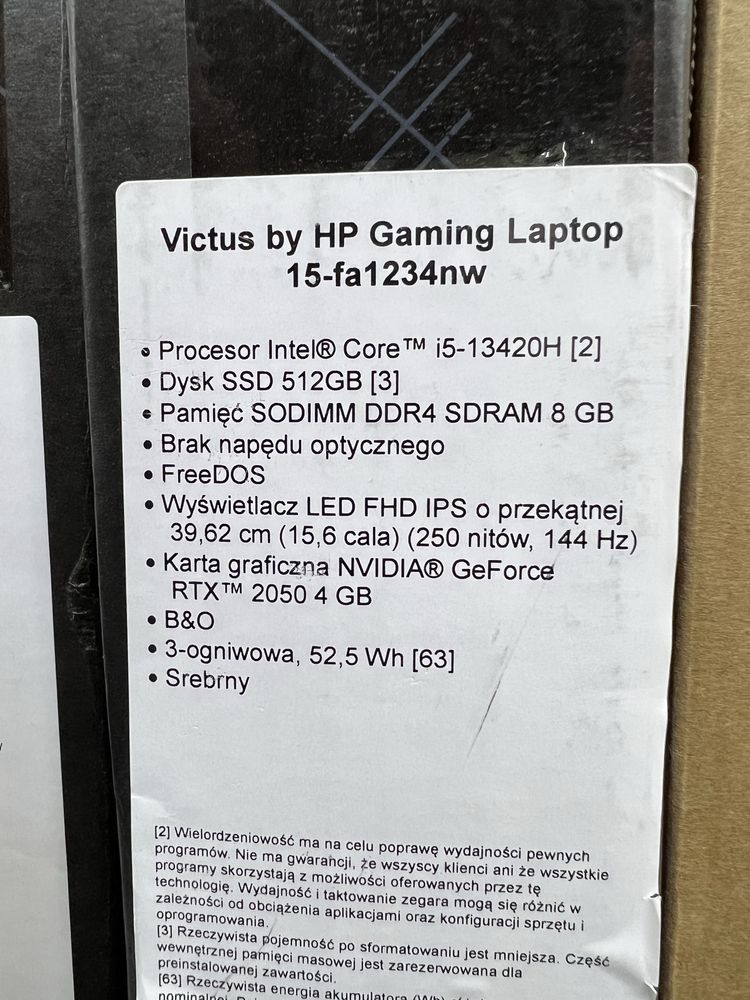 Victus by HP Gaming Laptop
15-fa1234nw
• Procesor Intel® Core™ i5-13420H [2]
• Dysk SSD 512GB [3]
• Pamięć SODIMM DDR4 SDRAM 8 GB
• Brak napędu optycznego
• FreeDOS
• Wyświetlacz LED FHD IPS o przekątnej
39,62 cm (15,6 cala) (250 nitów, 144 Hz)
• Karta graficzna NVIDIA® GeForce
RTX™ 2050 4 GB
• B&O
• 3-ogniwowa, 52,5 Wh [63]
• Srebrny
[2] Wielordzeniowość ma na celu poprawę wydajności pewnych
programów. Nie ma gwarancji, że wszyscy klienci ani że wszystkie
programy skorzystają z możliwości oferowanych przez tę
technologię. Wydajność i taktowanie zegara mogą się różnić w
zależności od obciążenia aplikacjami oraz konfiguracji sprzętu i
oprogramowania.
[3] Rzeczywista pojemność po sformatowaniu jest mniejsza. Część
wewnętrznej pamięci masowej jest zarezerwowana dla
preinstalowanej zawartości.
[63] Rzeczywista energia akumulatora (Wh)